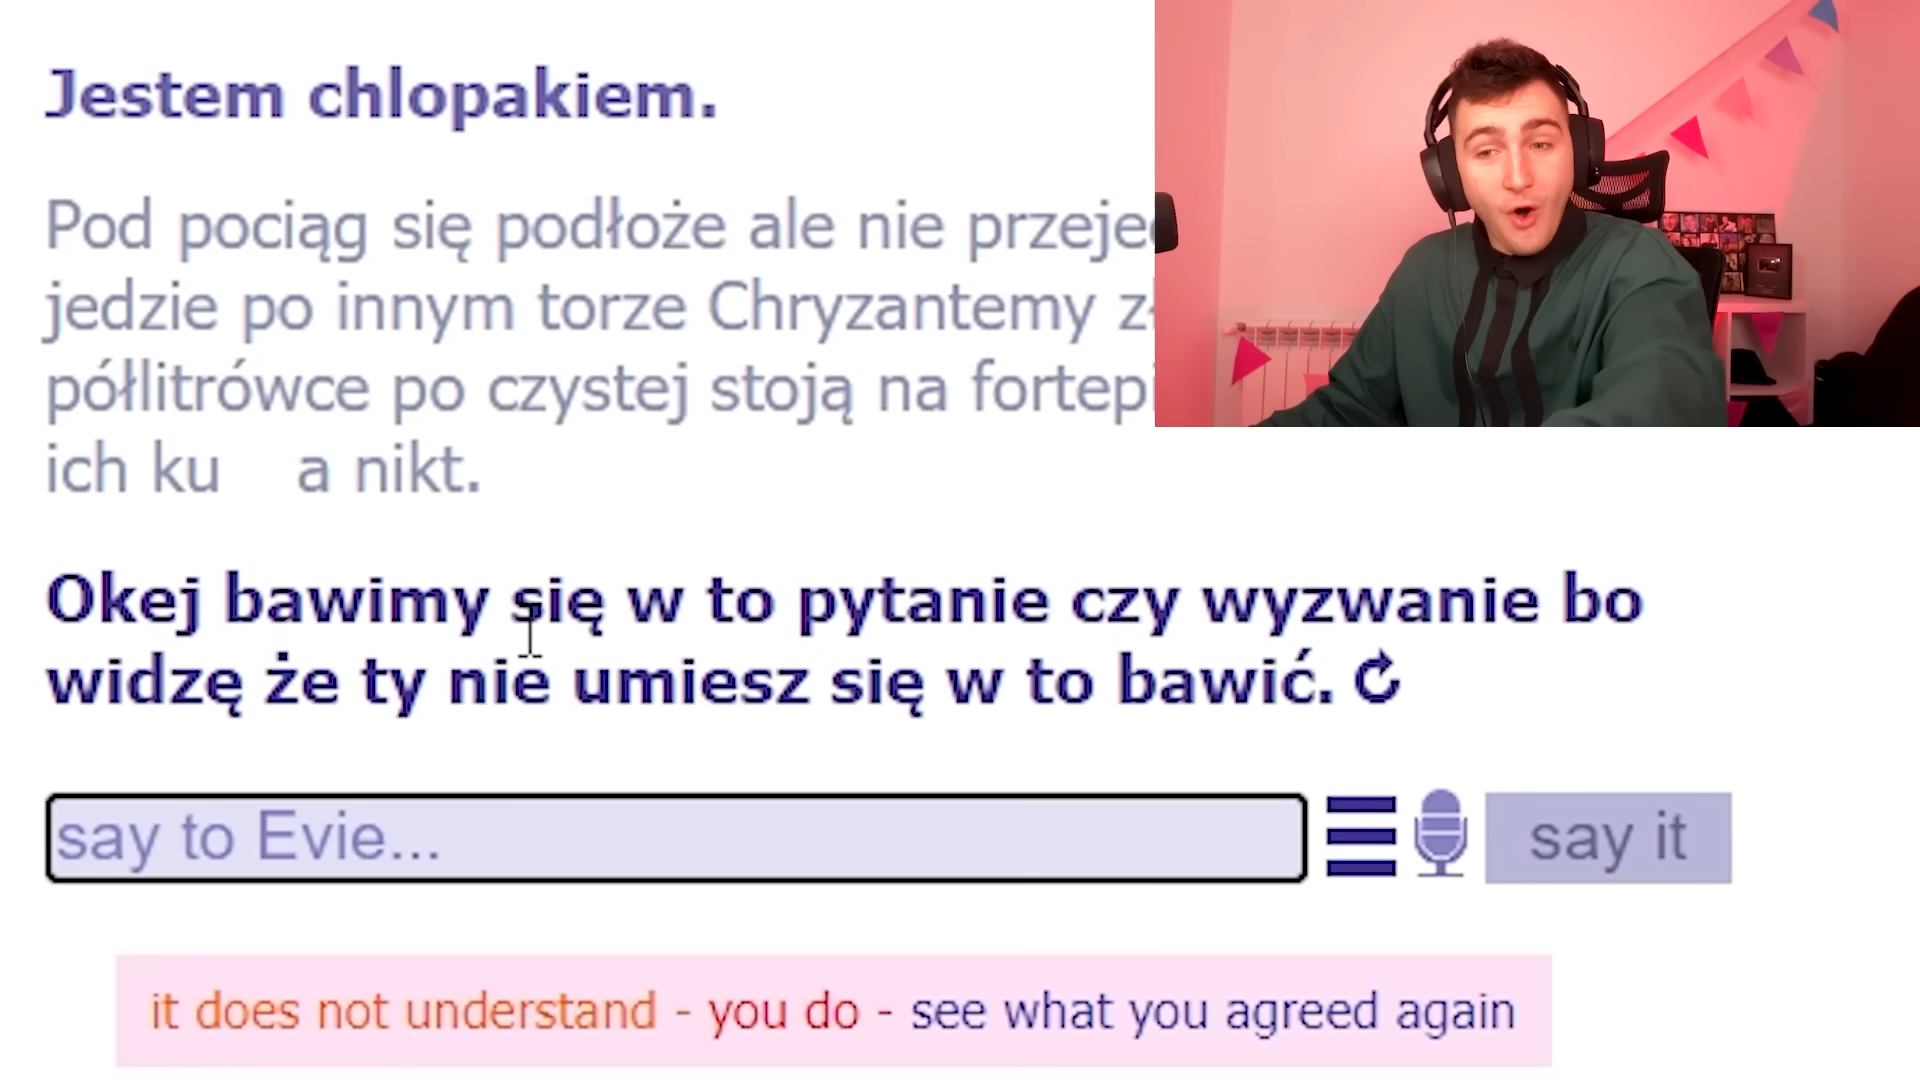 Jestem chlopakiem.
Pod pociąg się podłoże ale nie
jedzie po innym torze Chryzantemy
półlitrówce po czystej stoją na
ich ku a nikt.
Okej bawimy się w to pytanie czy wyzwanie bo
widzę że ty nie umiesz się w to bawić.
say to Evie...
say it
it does not understand - you do - see what you agreed again